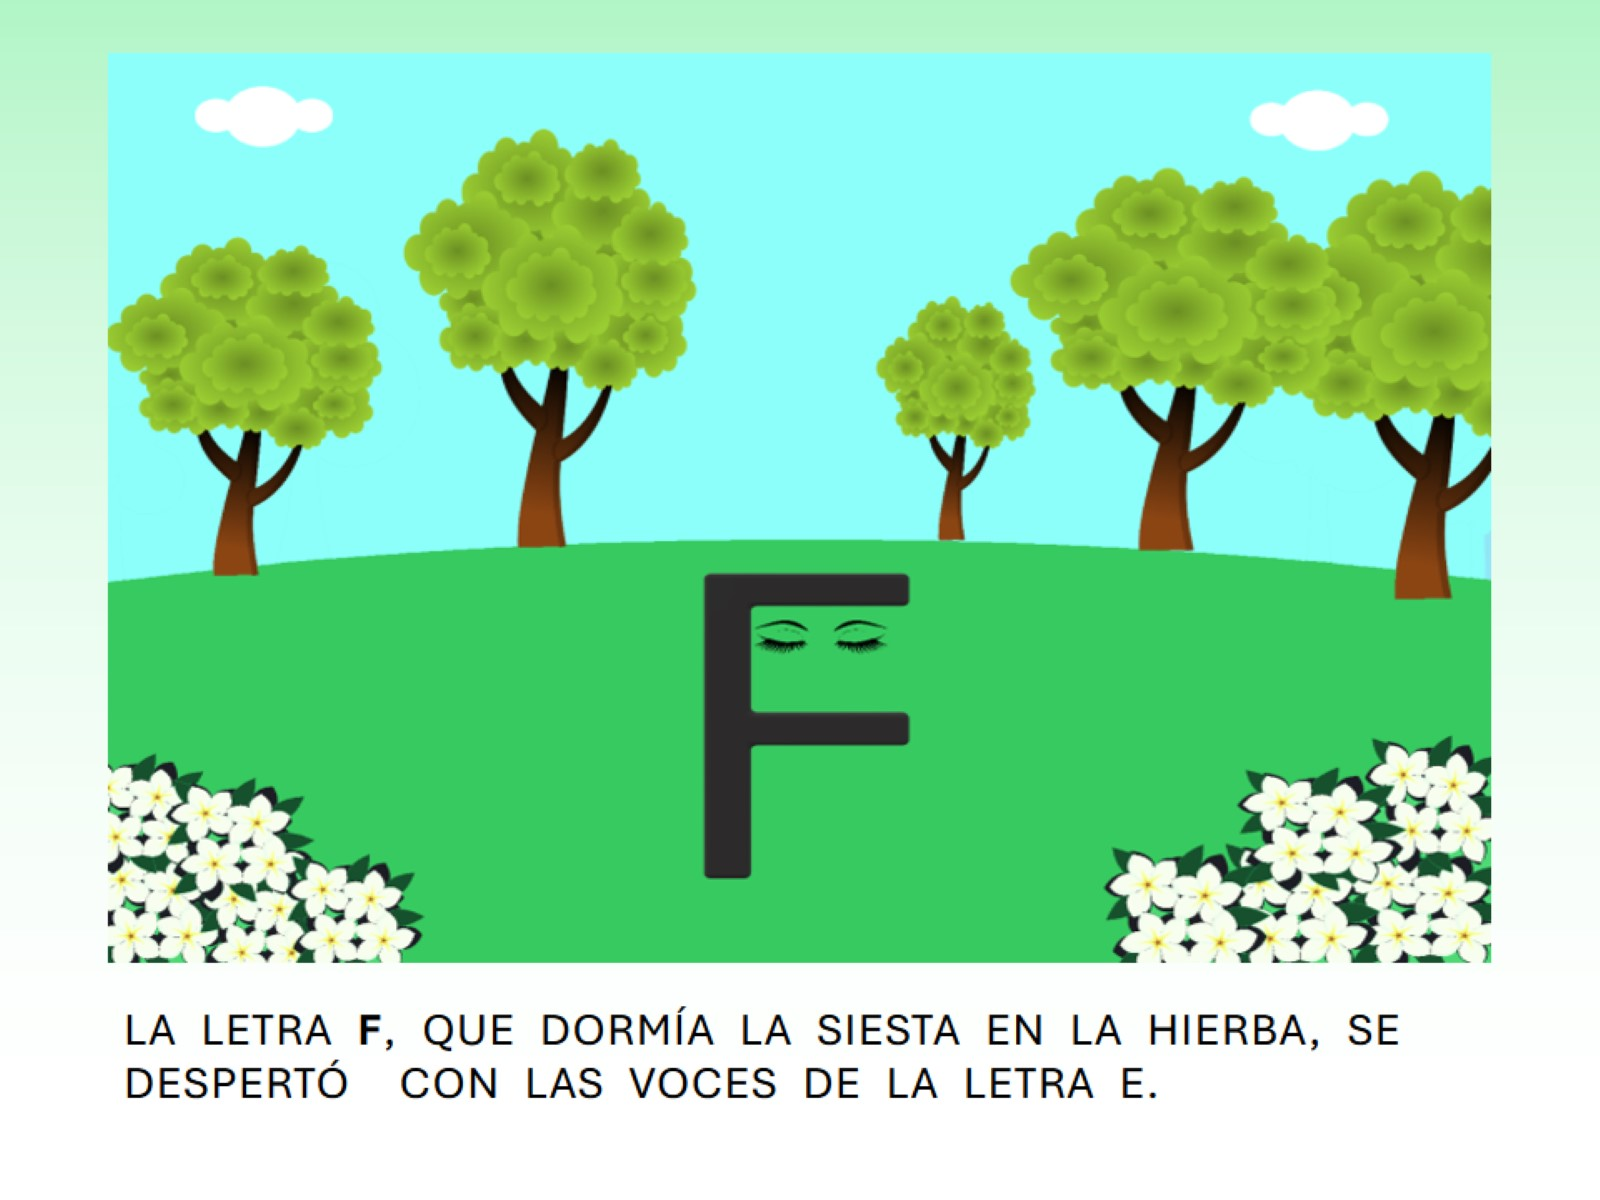 F
LA LETRA F, QUE DORMÍA LA SIESTA EN LA HIERBA, SE
DESPERTÓ CON LAS VOCES DE LA LETRA E.